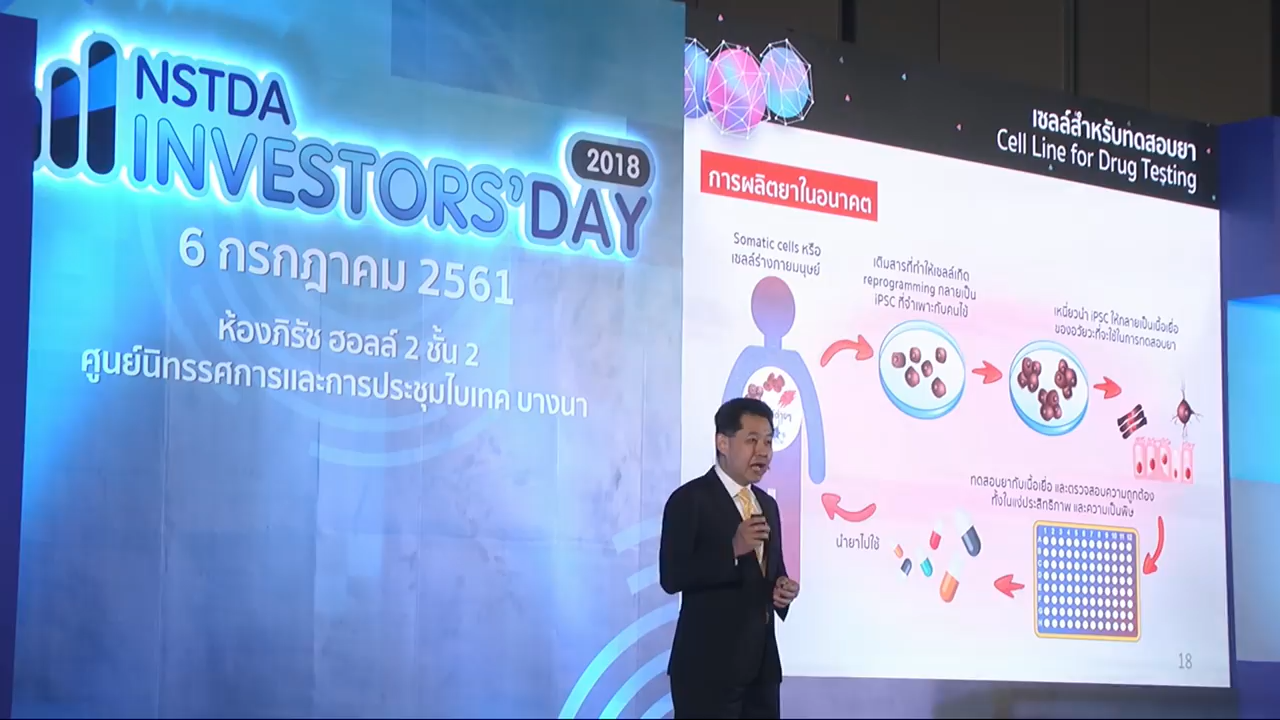 NSTDA
INVESTORS' DAY
2018
6 กรกฎาคม 2561
ห้องภิรัช ฮอลล์ 2 ชั้น 2
ศูนย์นิทรรศการและการประชุมไบเทค บางนา
เซลล์สำหรับทดสอบยา
Cell Line for Drug Testing
การผลิตยาในอนาคต
Somatic cells หรือ
เซลล์ร่างกายมนุษย์
เติมสารที่ทำให้เซลล์เกิด
reprogramming กลายเป็น
iPSC ที่จำเพาะกับคนไข้
เหนี่ยวนำ iPSC ให้กลายเป็นเนื้อเยื่อ
ของอวัยวะที่จะใช้ในการทดสอบยา
ทดสอบยากับเนื้อเยื่อ และตรวจสอบความถูกต้อง
ทั้งในแง่ประสิทธิภาพ และความเป็นพิษ
นำยาไปใช้
1 2 3 4 5 6 7 8 9 10 11 12
18